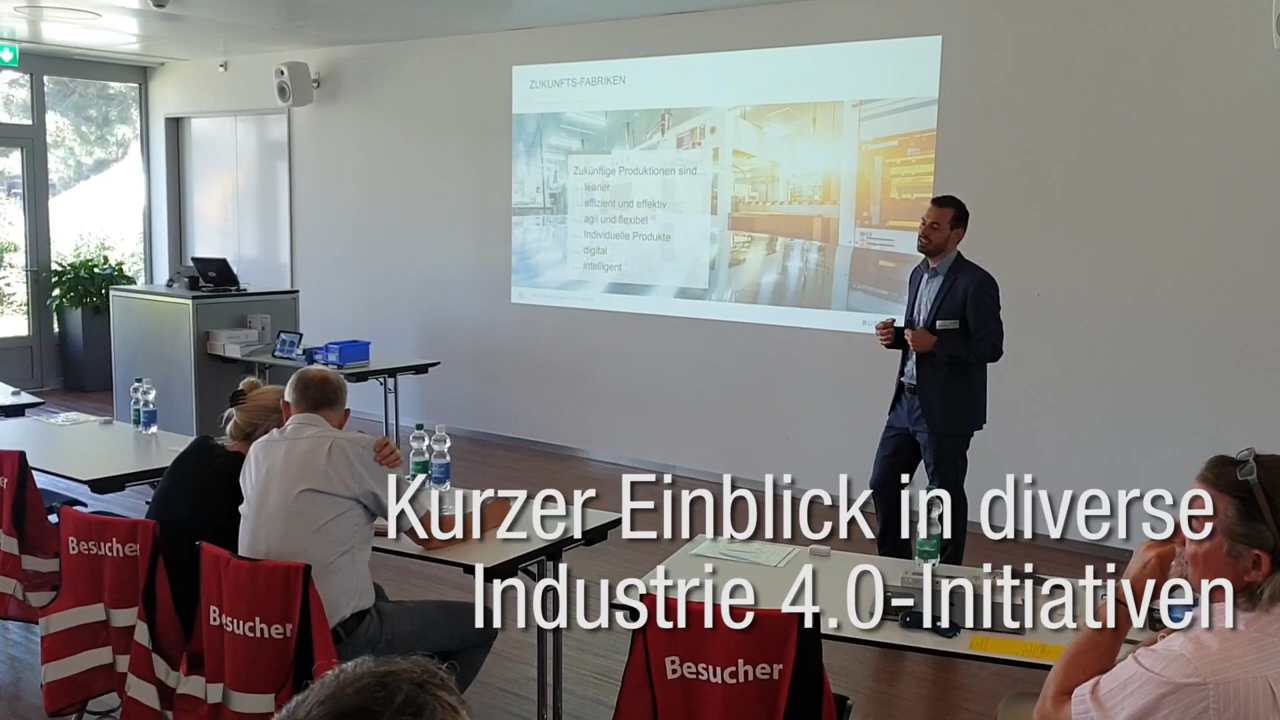 ZUKUNFTS-FABRIKEN
Zukünftige Produktionen sind...
... leaner
... effizient und effektiv
... agil und flexibel
... Individuelle Produkte
... digital
... intelligent
Kurzer Einblick in diverse
Industrie 4.0-Initiativen
Besucher
Besucher
Besucher